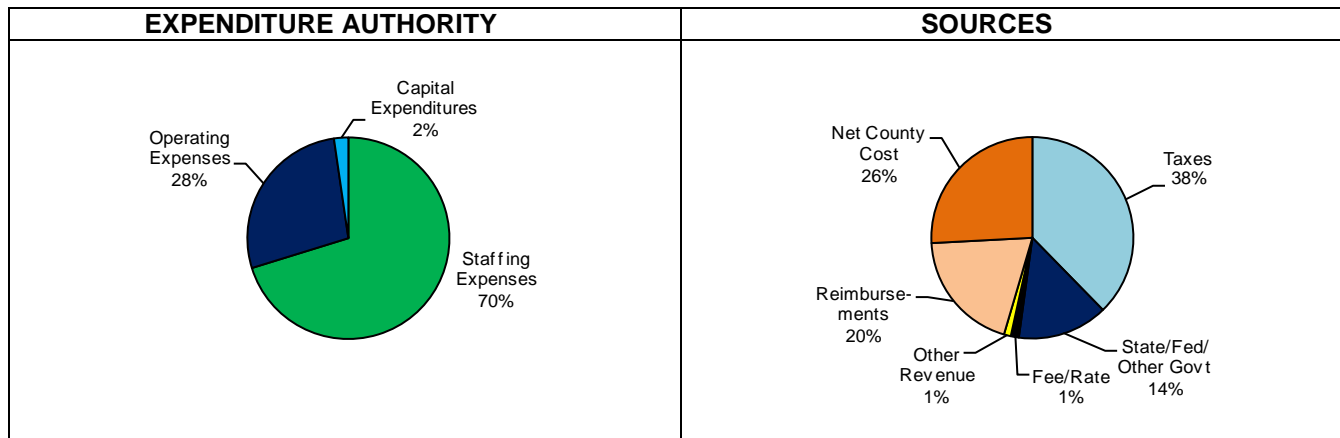 EXPENDITURE AUTHORITY
Capital
Expenditures
2%
Operating
Expenses
28%
Staffing
Expenses
70%
SOURCES
Net County
Cost
26%
Taxes
38%
Reimburse-
ments
20%
Other
Revenue
1%
Fee/Rate
1%
State/Fed/
Other Govt
14%